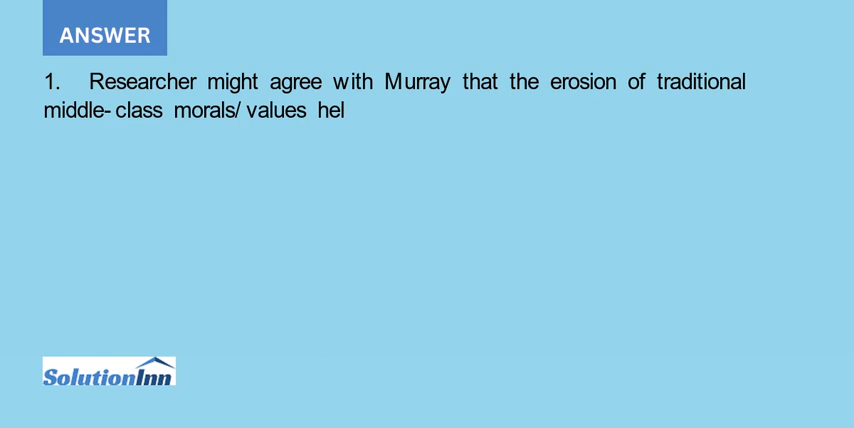 ANSWER
1. Researcher might agree with Murray that the erosion of traditional
middle- class morals/ values hel
SolutionInn